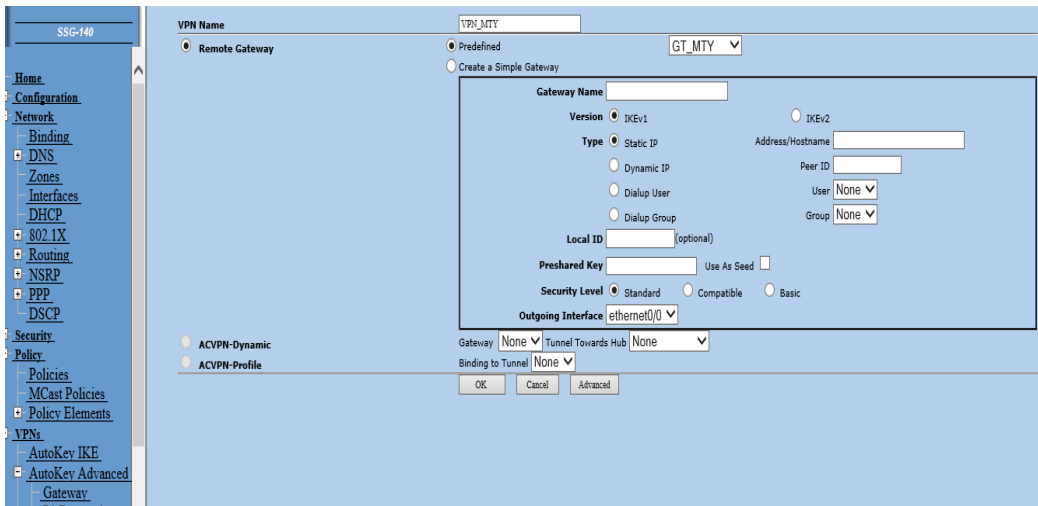 SSG-140
Home
Configuration
Network
Binding
DNS
Zones
Interfaces
DHCP
802.1X
Routing
NSRP
PPP
DSCP
Security
Policy
Policies
MCast Policies
Policy Elements
VPNs
AutoKey IKE
AutoKey Advanced
Gateway
VPN Name VPN_MTY
Remote Gateway Predefined GT_MTY
Create a Simple Gateway
Gateway Name
Version IKEv1 IKEv2
Type Static IP Address/Hostname
Dynamic IP Peer ID
Dialup User User None
Dialup Group Group None
Local ID (optional)
Preshared Key Use As Seed
Security Level Standard Compatible Basic
Outgoing Interface ethernet0/0
ACVPN-Dynamic Gateway None Tunnel Towards Hub None
ACVPN-Profile Binding to Tunnel None
OK Cancel Advanced